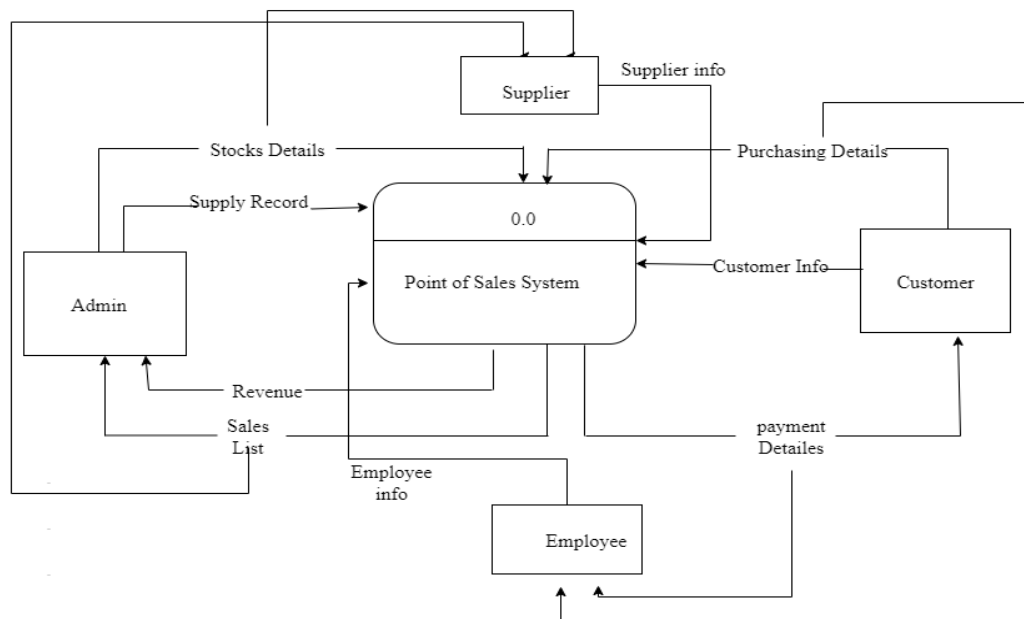 Supplier info
Supplier
Stocks Details
Purchasing Details
Supply Record
0.0
Customer Info
Point of Sales System
Customer
Admin
Revenue
Sales
List
payment
Detailes
Employee
info
Employee